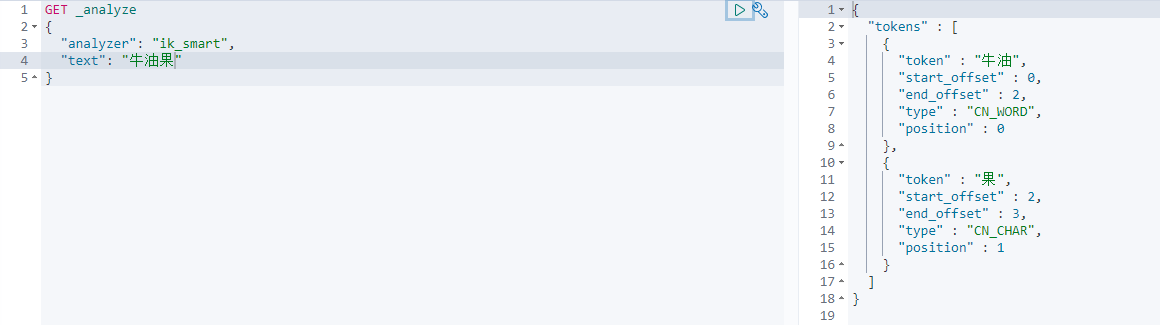 1 GET _analyze
2 {
3 "analyzer": "ik_smart",
4 "text": "牛油果"
5 }
1 {
2 "tokens" : [
3 {
4 "token" : "牛油",
5 "start_offset" : 0,
6 "end_offset" : 2,
7 "type" : "CN_WORD",
8 "position" : 0
9 },
10 {
11 "token" : "果",
12 "start_offset" : 2,
13 "end_offset" : 3,
14 "type" : "CN_CHAR",
15 "position" : 1
16 }
17 ]
18 }
19